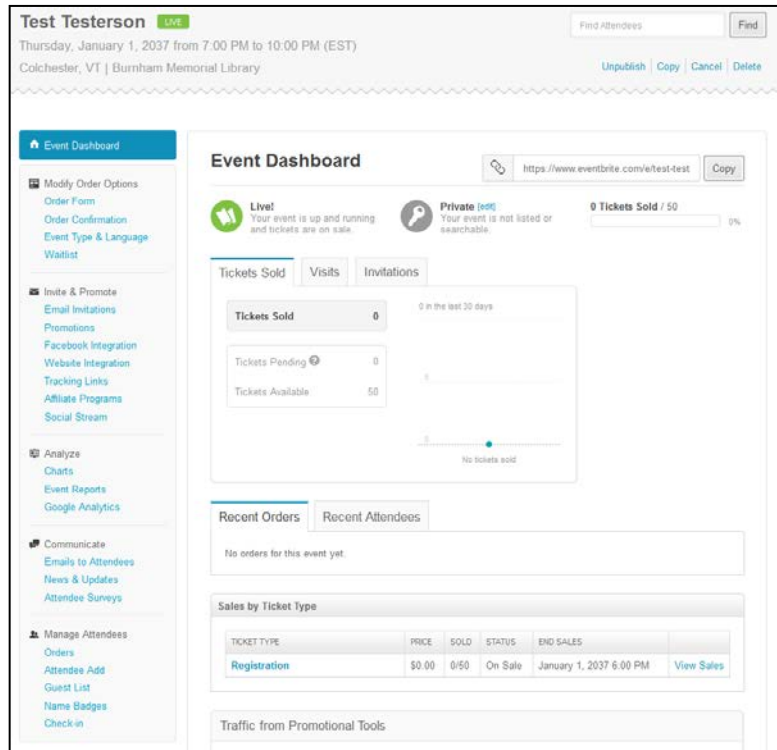 Test Testerson LIVE
Find Attendees Find
Thursday, January 1, 2037 from 7:00 PM to 10:00 PM (EST)
Colchester, VT | Burnham Memorial Library
Unpublish | Copy | Cancel | Delete
Event Dashboard
Modify Order Options
Order Form
Order Confirmation
Event Type & Language
Waitlist
Invite & Promote
Email Invitations
Promotions
Facebook Integration
Website Integration
Tracking Links
Affiliate Programs
Social Stream
Analyze
Charts
Event Reports
Google Analytics
Communicate
Emails to Attendees
News & Updates
Attendee Surveys
Manage Attendees
Orders
Attendee Add
Guest List
Name Badges
Check-in
Event Dashboard
https://www.eventbrite.com/e/test-test Copy
Live!
Your event is up and running
and tickets are on sale.
Private [edit]
Your event is not listed or
searchable.
0 Tickets Sold / 50
0%
Tickets Sold Visits Invitations
Tickets Sold 0
Tickets Pending ? 0
Tickets Available 50
0 in the last 30 days
No tickets sold
Recent Orders Recent Attendees
No orders for this event yet.
Sales by Ticket Type
TICKET TYPE PRICE SOLD STATUS END SALES
Registration $0.00 0/50 On Sale January 1, 2037 6:00 PM View Sales
Traffic from Promotional Tools